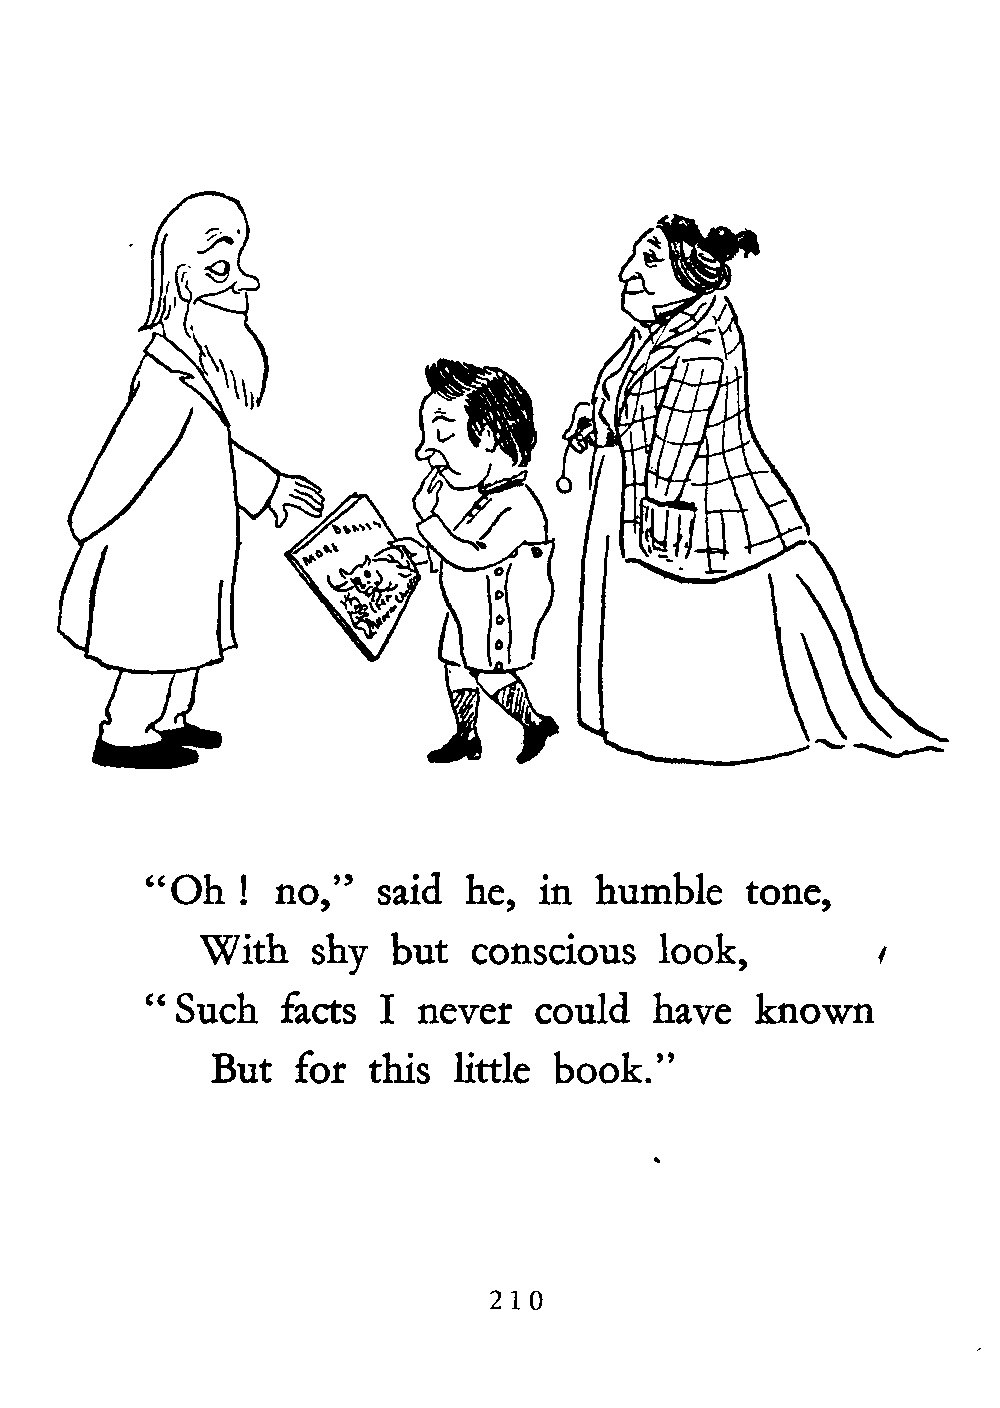 MORE BEASTS
"Oh ! no," said he, in humble tone,
With shy but conscious look,
"Such facts I never could have known
But for this little book."
210